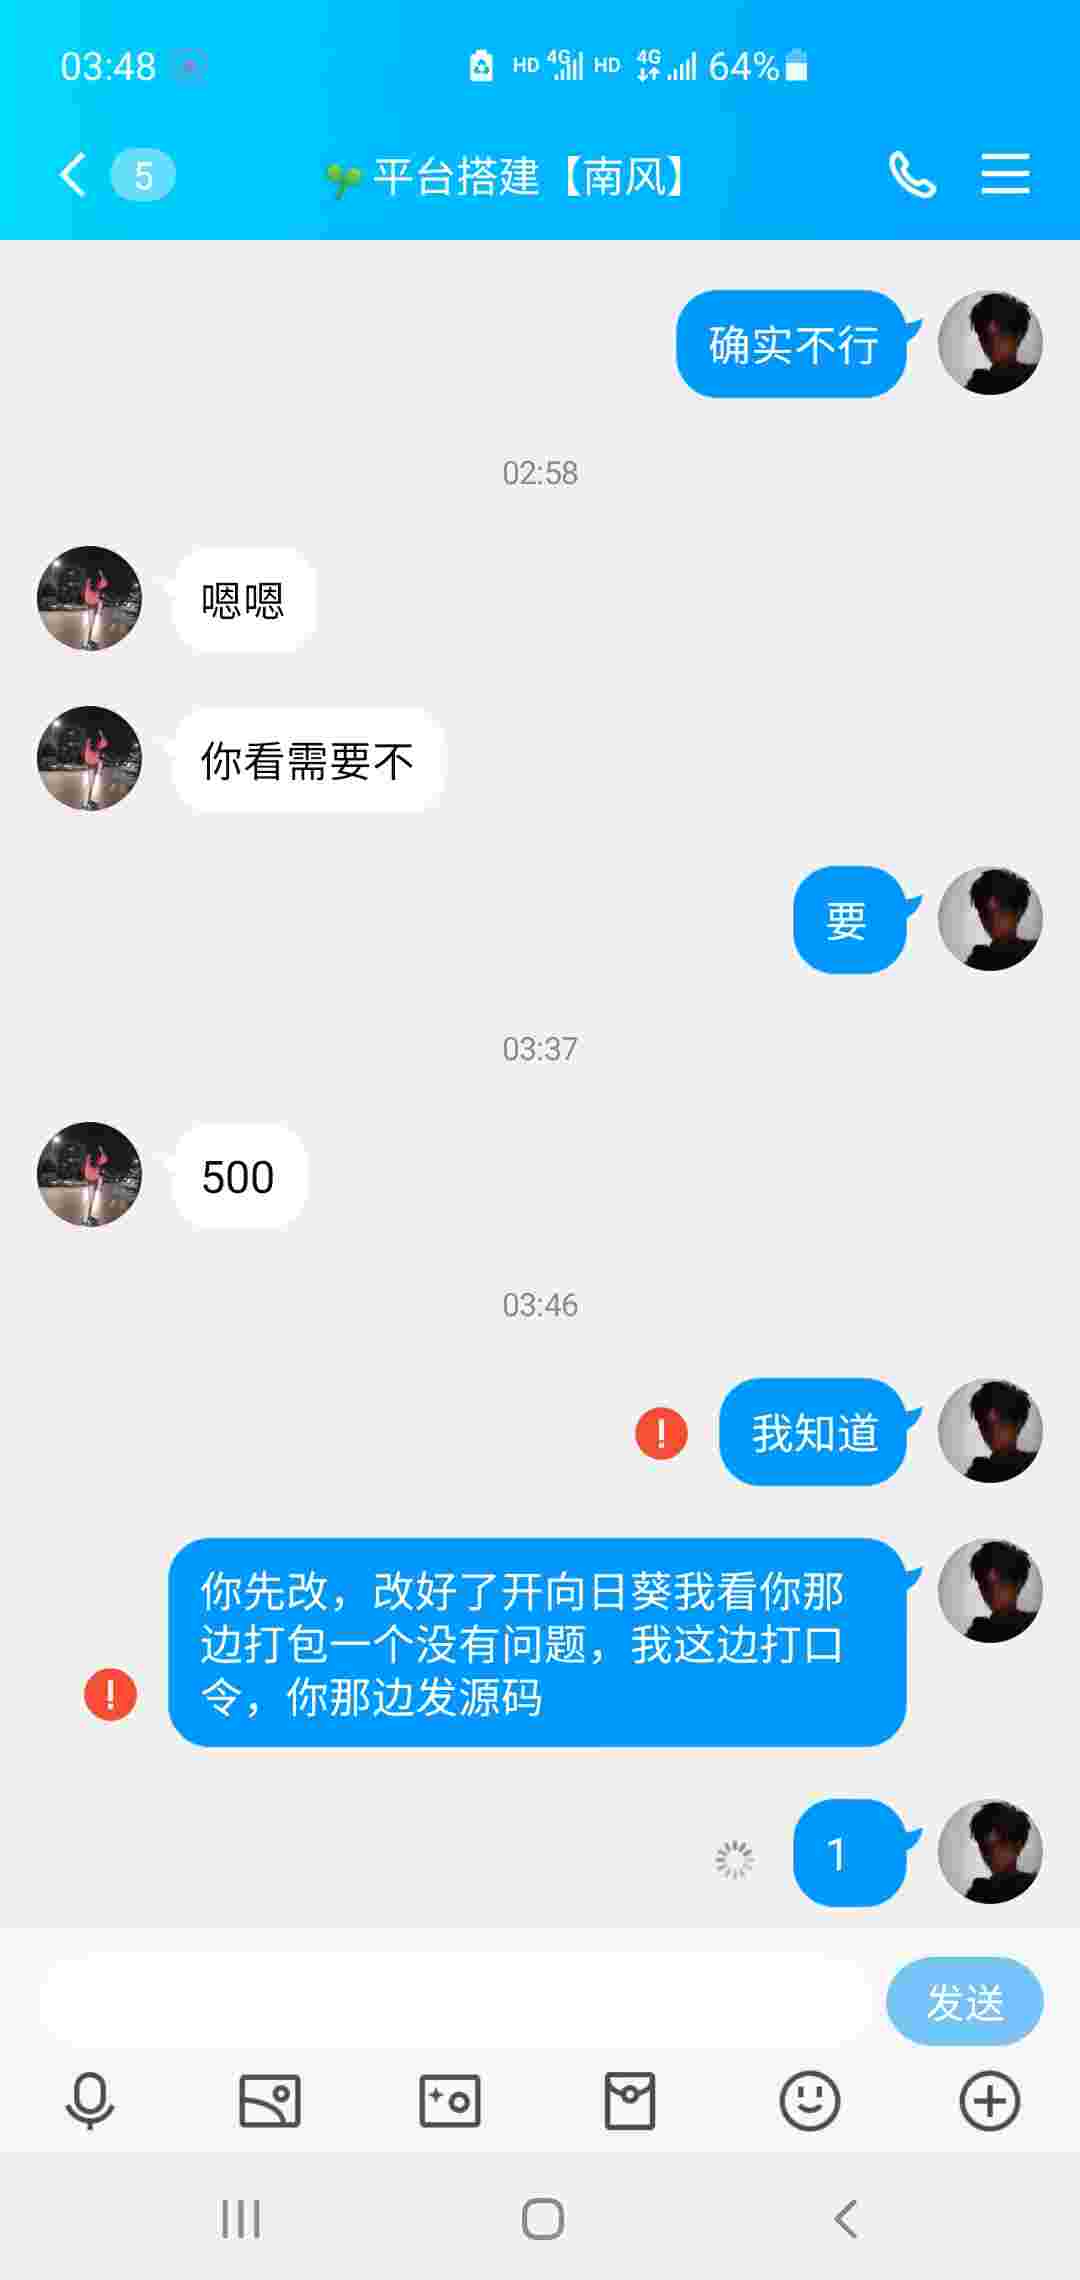 03:48
HD 4G HD 4G 64%
5
平台搭建【南风】
确实不行
02:58
嗯嗯
你看需要不
要
03:37
500
03:46
!
我知道
你先改，改好了开向日葵我看你那
边打包一个没有问题，我这边打口
令，你那边发源码
!
1
发送